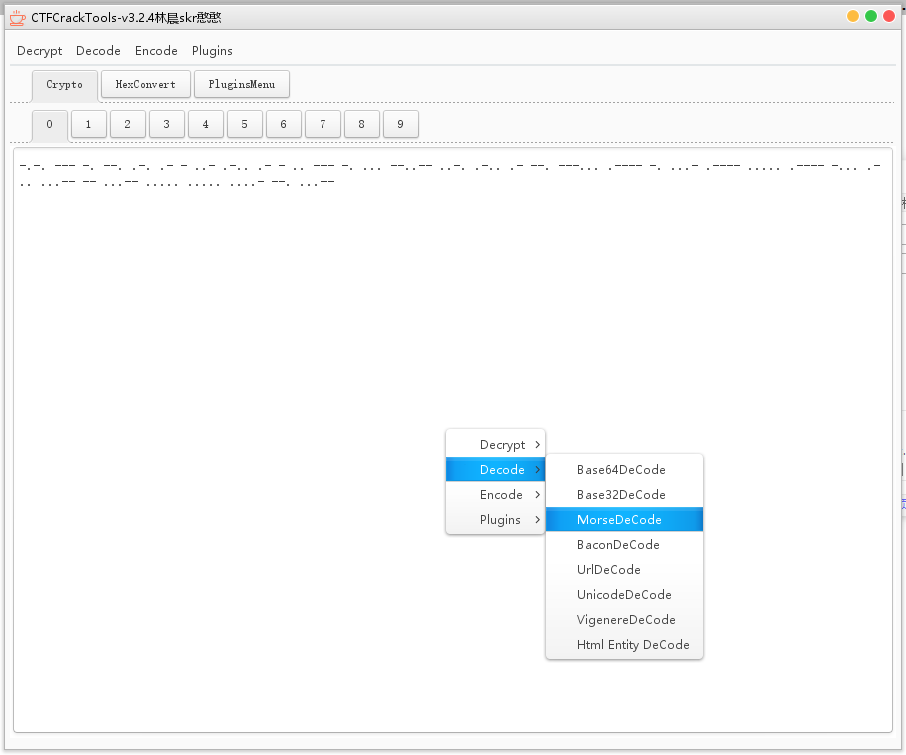 CTFCrackTools-v3.2.4林晨skr憨憨
Decrypt Decode Encode Plugins
Crypto HexConvert PluginsMenu
0 1 2 3 4 5 6 7 8 9
-.-. --- -. --. .-. .- - ..- .-.. .- - .. --- -. ... --..-- ..-. .-.. .- --. ---... .---- -. ...-.- .---- ..... .---- -... .-
.. ...-- -- ...-- ..... ..... ....- --. ...--
Decrypt
Decode
Encode
Plugins
Base64DeCode
Base32DeCode
MorseDeCode
BaconDeCode
UrlDeCode
UnicodeDeCode
VigenereDeCode
Html Entity DeCode